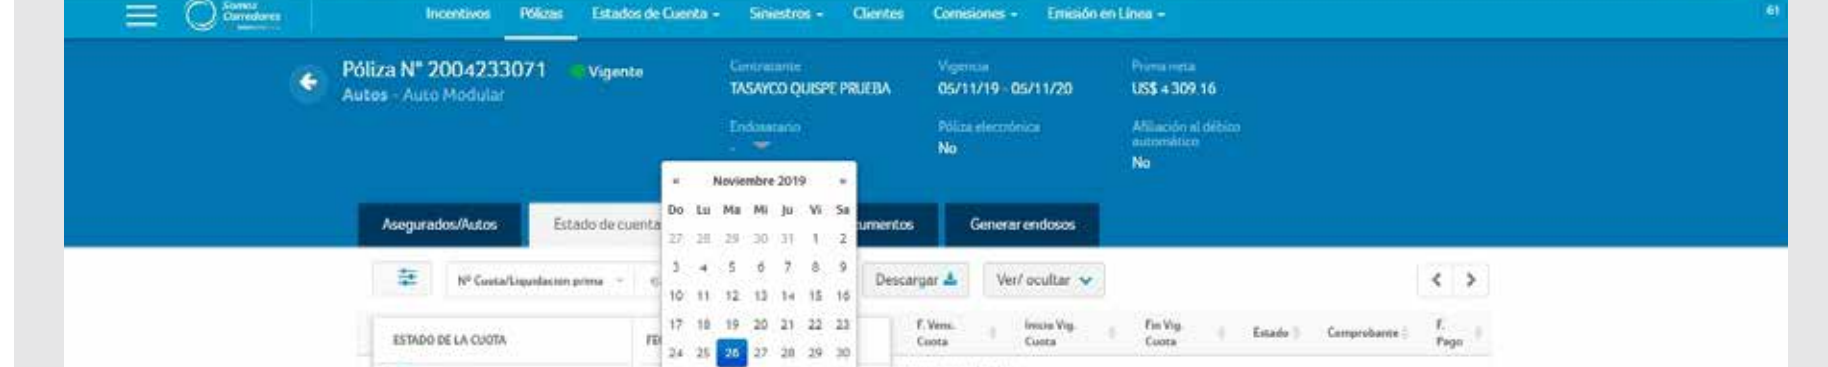 Somos
Corredores
Incentivos Pólizas Estados de Cuenta Siniestros Clientes Comisiones Emisión en Línea 61
Póliza N° 2004233071 Vigente
Autos - Auto Modular
Contratante
TASAYCO QUISPE PRUEBA
Vigencia
05/11/19 - 05/11/20
Prima neta
US$ 4 309.16
Endosatario
-
Póliza electrónica
No
Afiliación al débito
automático
No
« Noviembre 2019 »
Do Lu Ma Mi Ju Vi Sa
27 28 29 30 31 1 2
3 4 5 6 7 8 9
10 11 12 13 14 15 16
17 18 19 20 21 22 23
24 25 26 27 28 29 30
Asegurados/Autos Estado de cuenta umentos Generar endosos
N° Cuota/Liquidacion prima Descargar Ver/ ocultar < >
ESTADO DE LA CUOTA
F. Venc.
Cuota
Inicio Vig.
Cuota
Fin Vig.
Cuota
Estado
Comprobante
F.
Pago